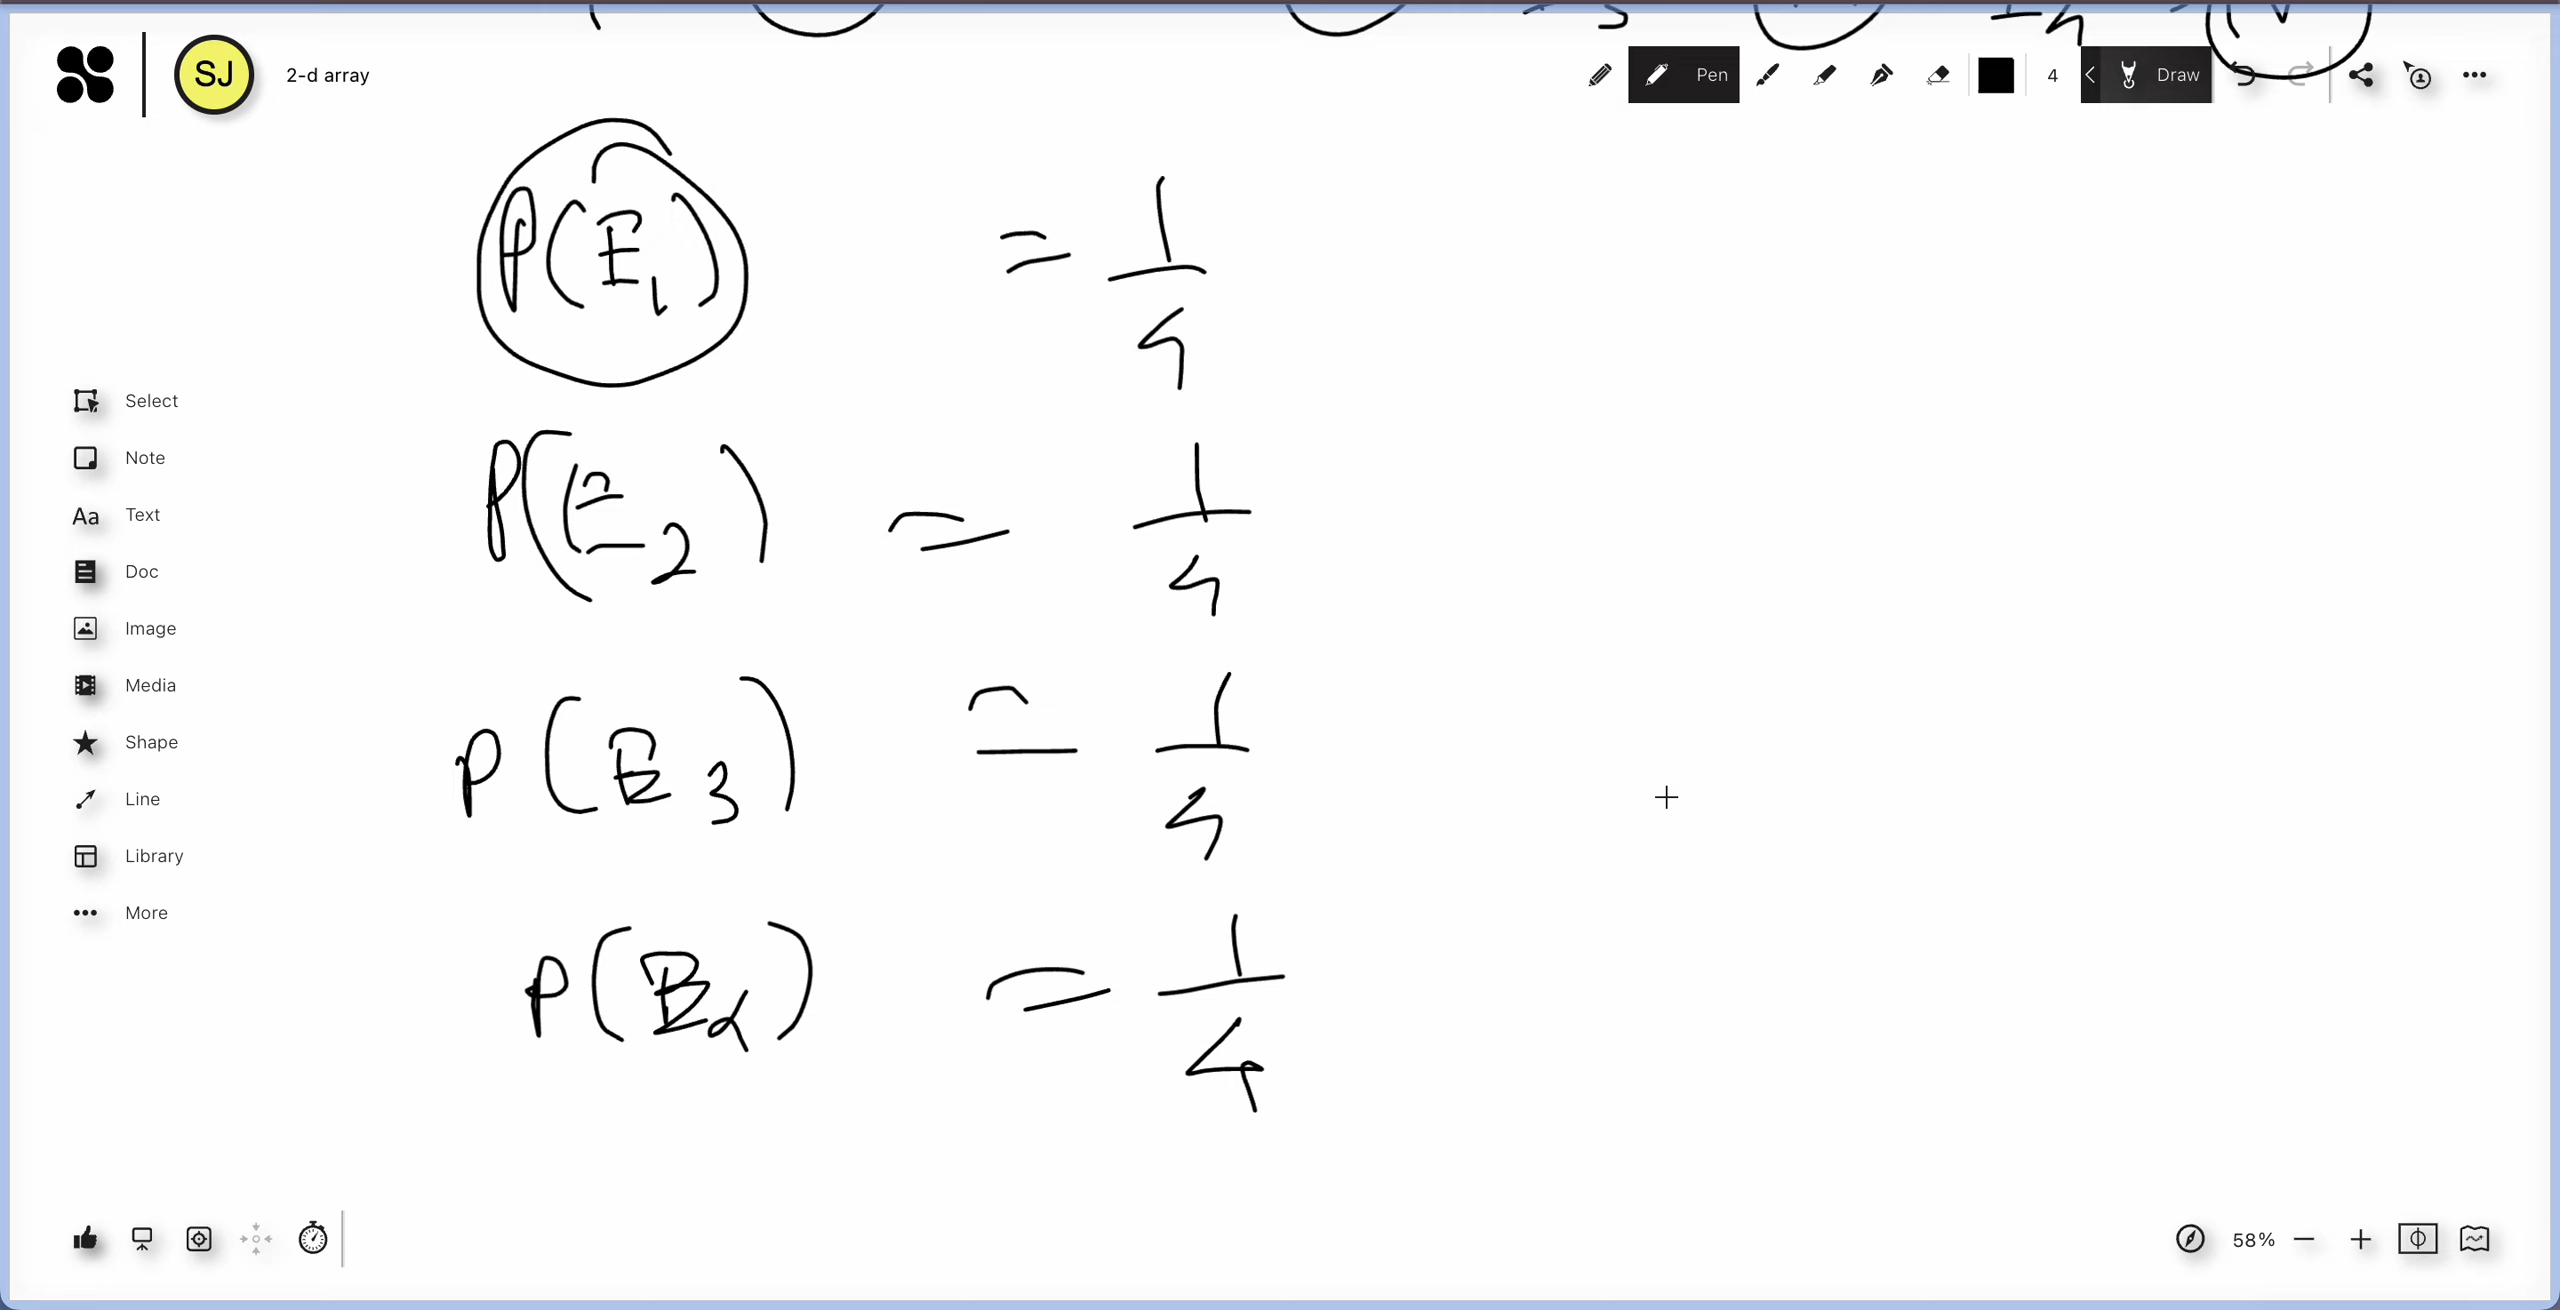 SJ 2-d array Pen 4 Draw
P(E₁) = 1/4
Select
Note
P(E₂) = 1/4
Text
Doc
Image
Media
P(E₃) = 1/4
Shape
Line
Library
More
P(E₄) = 1/4
58%